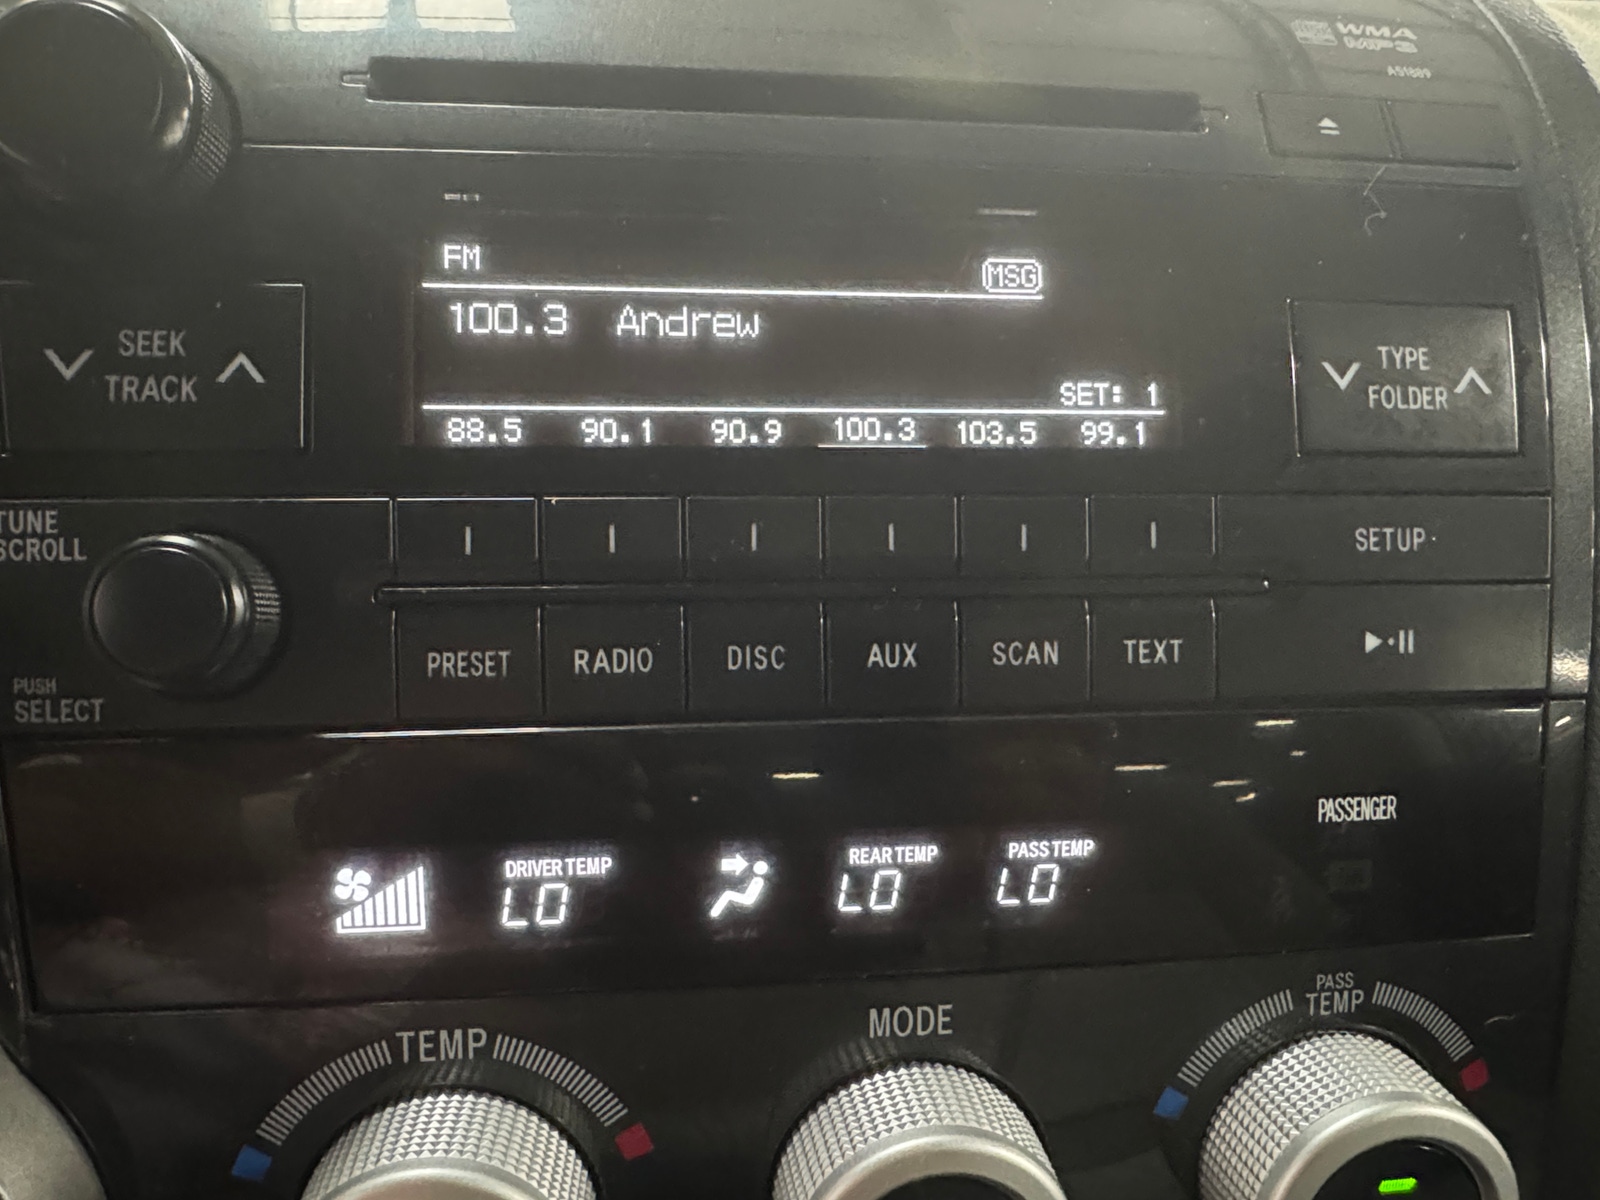 WMA
MP3
AS1809
FM
MSG
100.3 Andrew
SEEK
TRACK
TYPE
FOLDER
SET: 1
88.5 90.1 90.9 100.3 103.5 99.1
TUNE
SCROLL
SETUP
PUSH
SELECT
PRESET RADIO DISC AUX SCAN TEXT
PASSENGER
DRIVER TEMP
LO
REAR TEMP
LO
PASS TEMP
LO
TEMP
MODE
PASS
TEMP